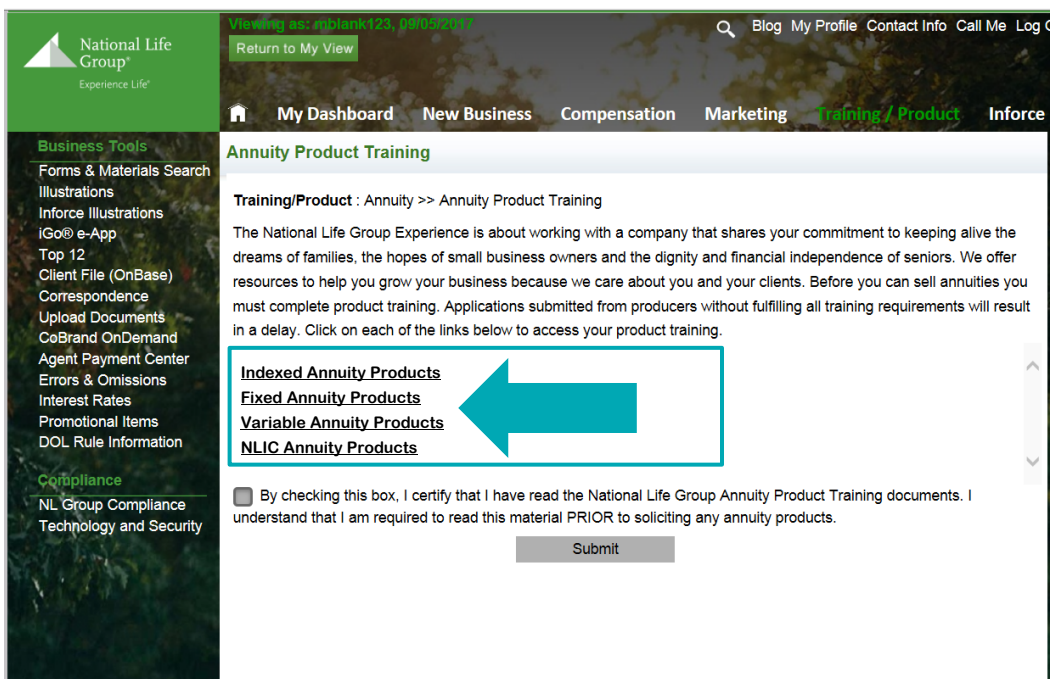 National Life
Group®
Experience Life®
Viewing as: mblank123, 09/05/2017
Return to My View
Blog My Profile Contact Info Call Me Log
My Dashboard New Business Compensation Marketing Training / Product Inforce
Business Tools
Forms & Materials Search
Illustrations
Inforce Illustrations
iGo® e-App
Top 12
Client File (OnBase)
Correspondence
Upload Documents
CoBrand OnDemand
Agent Payment Center
Errors & Omissions
Interest Rates
Promotional Items
DOL Rule Information
Compliance
NL Group Compliance
Technology and Security
Annuity Product Training
Training/Product : Annuity >> Annuity Product Training
The National Life Group Experience is about working with a company that shares your commitment to keeping alive the
dreams of families, the hopes of small business owners and the dignity and financial independence of seniors. We offer
resources to help you grow your business because we care about you and your clients. Before you can sell annuities you
must complete product training. Applications submitted from producers without fulfilling all training requirements will result
in a delay. Click on each of the links below to access your product training.
Indexed Annuity Products
Fixed Annuity Products
Variable Annuity Products
NLIC Annuity Products
By checking this box, I certify that I have read the National Life Group Annuity Product Training documents. I
understand that I am required to read this material PRIOR to soliciting any annuity products.
Submit